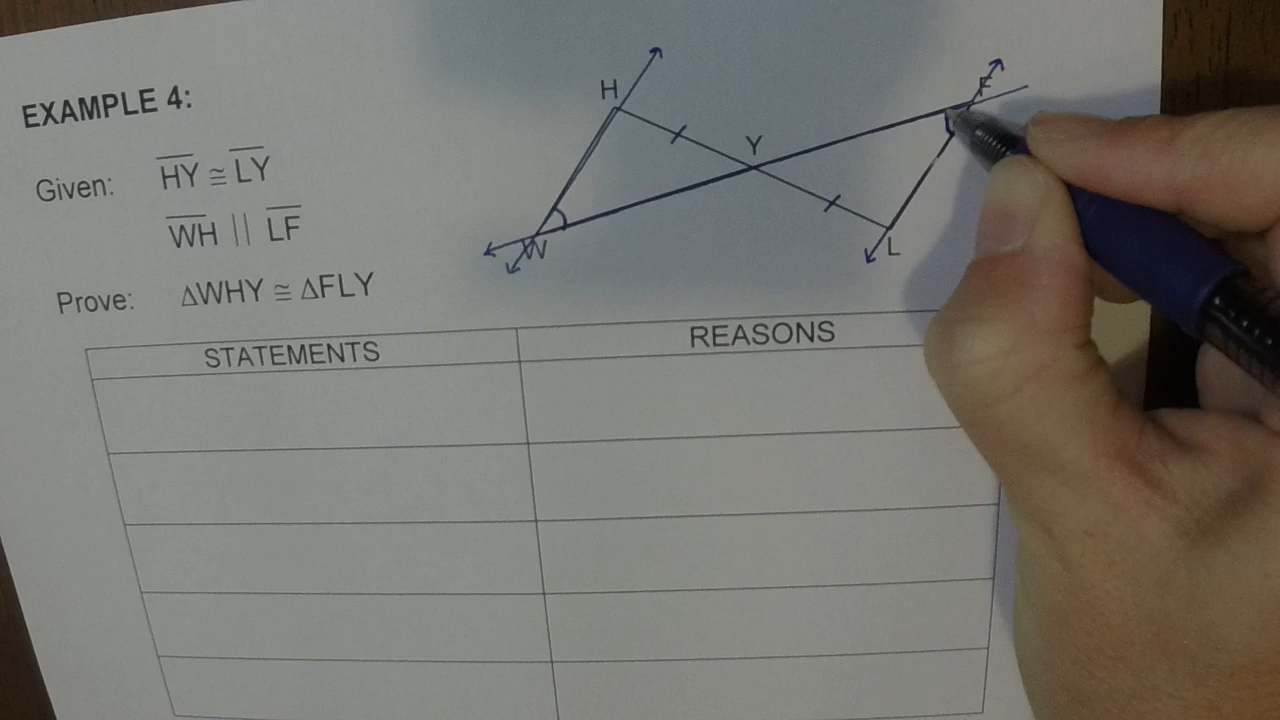 EXAMPLE 4:
Given: HY ≅ LY
WH || LF
Prove: ΔWHY ≅ ΔFLY
H
Y
F
W
L
STATEMENTS REASONS